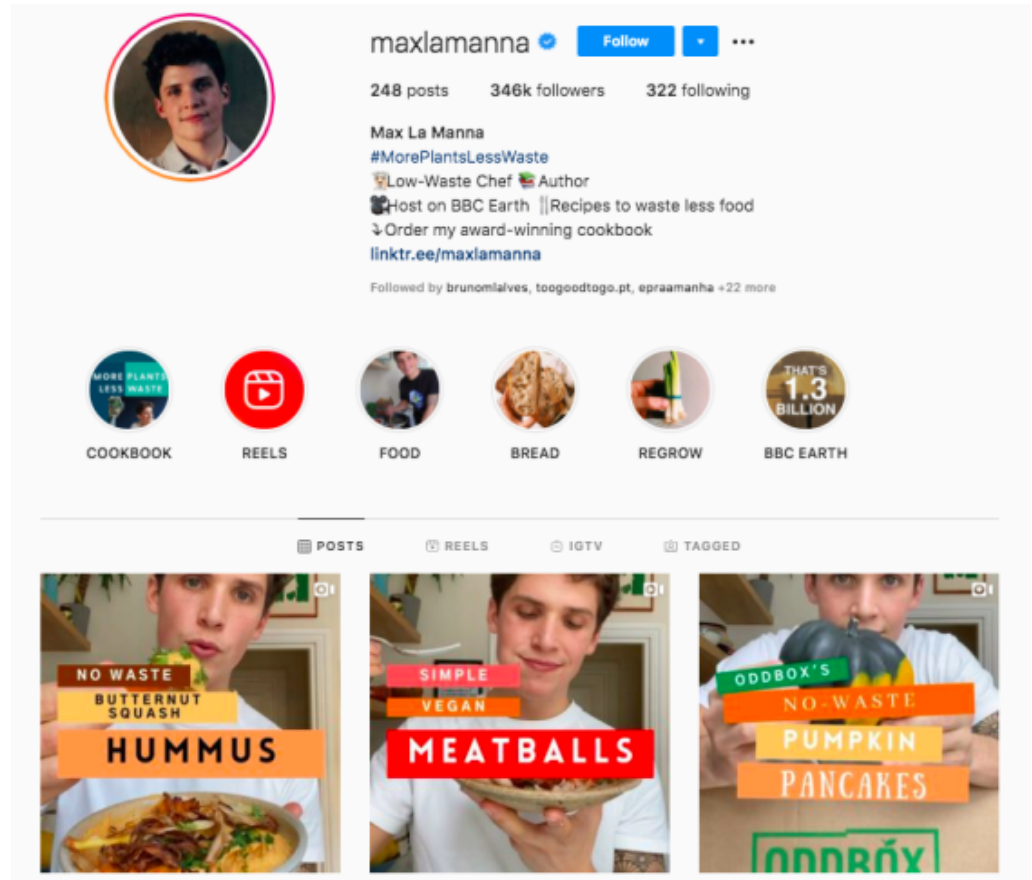 maxlamanna Follow
248 posts 346k followers 322 following
Max La Manna
#MorePlantsLessWaste
Low-Waste Chef Author
Host on BBC Earth Recipes to waste less food
Order my award-winning cookbook
linktr.ee/maxlamanna
Followed by brunomlalves, toogoodtogo.pt, epraamanha +22 more
MORE PLANTS
LESS WASTE
THAT'S
1.3
BILLION
COOKBOOK REELS FOOD BREAD REGROW BBC EARTH
POSTS REELS IGTV TAGGED
NO WASTE
BUTTERNUT
SQUASH
HUMMUS
SIMPLE
VEGAN
MEATBALLS
ODDBOX'S
NO-WASTE
PUMPKIN
PANCAKES
ODDBOX